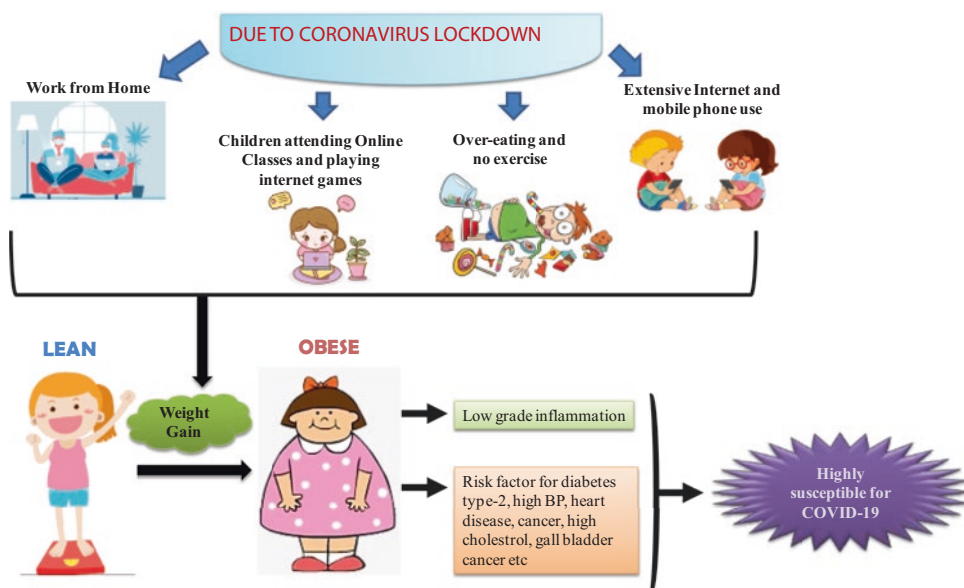 DUE TO CORONAVIRUS LOCKDOWN
Work from Home
Children attending Online
Classes and playing
internet games
Over-eating and
no exercise
Extensive Internet and
mobile phone use
LEAN
Weight
Gain
OBESE
Low grade inflammation
Risk factor for diabetes
type-2, high BP, heart
disease, cancer, high
cholestrol, gall bladder
cancer etc
Highly
susceptible for
COVID-19